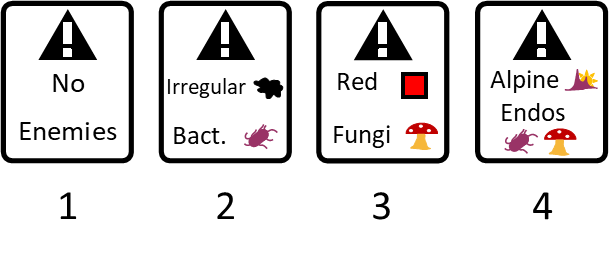 No
Enemies
1
Irregular
Bact.
2
Red
Fungi
3
Alpine
Endos
4